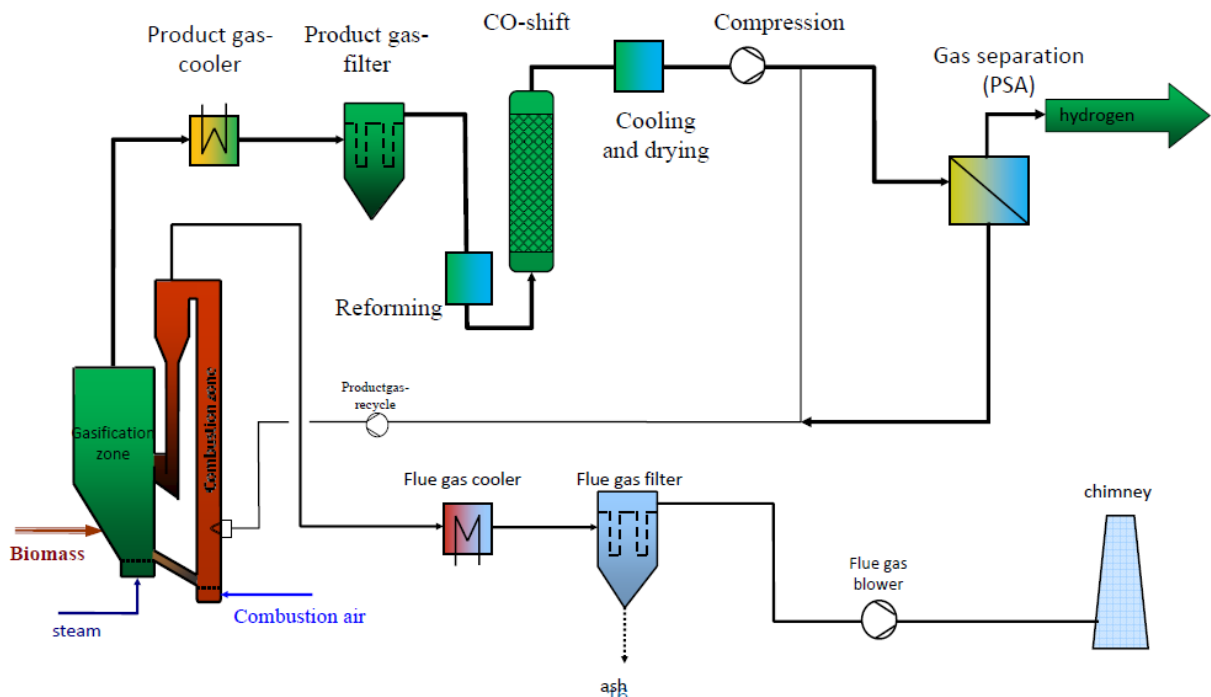 Product gas-
cooler
Product gas-
filter
CO-shift
Compression
Gas separation
(PSA)
hydrogen
Cooling
and drying
Reforming
Productgas-
recycle
Gasification
zone
Combustion zone
Flue gas cooler
Flue gas filter
chimney
Biomass
Flue gas
blower
steam
Combustion air
ash